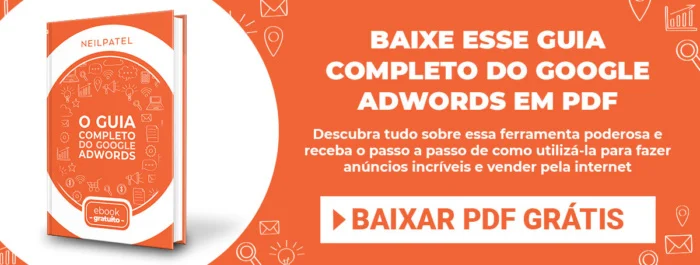 NEILPATEL
O GUIA
COMPLETO
DO GOOGLE
ADWORDS
ebook
gratuito
BAIXE ESSE GUIA
COMPLETO DO GOOGLE
ADWORDS EM PDF
Descubra tudo sobre essa ferramenta poderosa e
receba o passo a passo de como utilizá-la para fazer
anúncios incríveis e vender pela internet
BAIXAR PDF GRÁTIS